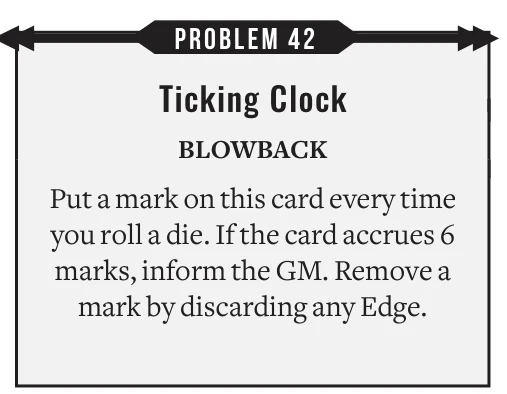 PROBLEM 42
Ticking Clock
BLOWBACK
Put a mark on this card every time
you roll a die. If the card accrues 6
marks, inform the GM. Remove a
mark by discarding any Edge.